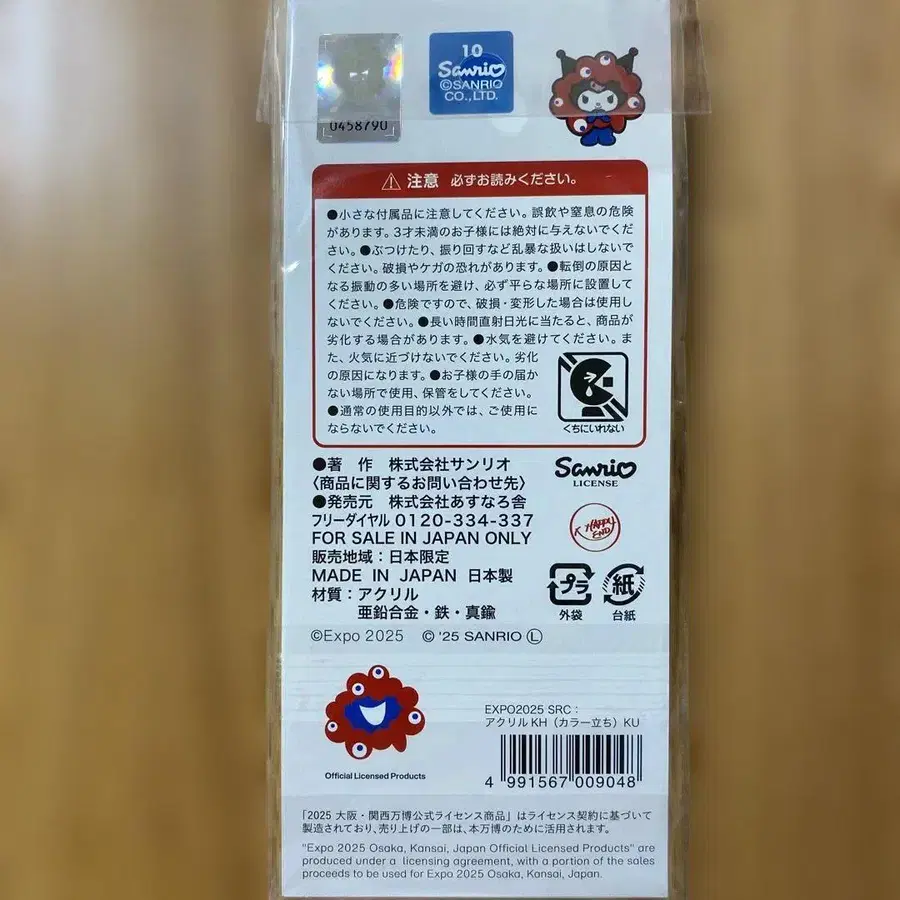 0458790
10
Sanrio
©SANRIO
CO.,LTD.
⚠ 注意 必ずお読みください。
●小さな付属品に注意してください。誤飲や窒息の危険
があります。3才未満のお子様には絶対に与えないでくだ
さい。●ぶつけたり、振り回すなど乱暴な扱いはしないで
ください。破損やケガの恐れがあります。●転倒の原因と
なる振動の多い場所を避け、必ず平らな場所に設置して
ください。●危険ですので、破損・変形した場合は使用し
ないでください。●長い時間直射日光に当たると、商品が
劣化する場合があります。●水気を避けてください。ま
た、火気に近づけないでください。劣化
の原因になります。●お子様の手の届か
ない場所で使用、保管をしてください。
●通常の使用目的以外では、ご使用に
ならないでください。
くちにいれない
●著 作 株式会社サンリオ
〈商品に関するお問い合わせ先〉
●発売元 株式会社あすなろ舎
フリーダイヤル 0120-334-337
FOR SALE IN JAPAN ONLY
販売地域：日本限定
MADE IN JAPAN 日本製
材質：アクリル
亜鉛合金・鉄・真鍮
Sanrio
LICENSE
HAPPY
END
プラ
外袋
紙
台紙
©Expo 2025 © '25 SANRIO Ⓛ
Official Licensed Products
EXPO2025 SRC：
アクリルKH（カラー立ち）KU
4 991567 009048
「2025 大阪・関西万博公式ライセンス商品」はライセンス契約に基づいて
製造されており、売り上げの一部は、本万博のために活用されます。
"Expo 2025 Osaka, Kansai, Japan Official Licensed Products" are
produced under a licensing agreement, with a portion of the sales
proceeds to be used for Expo 2025 Osaka, Kansai, Japan.